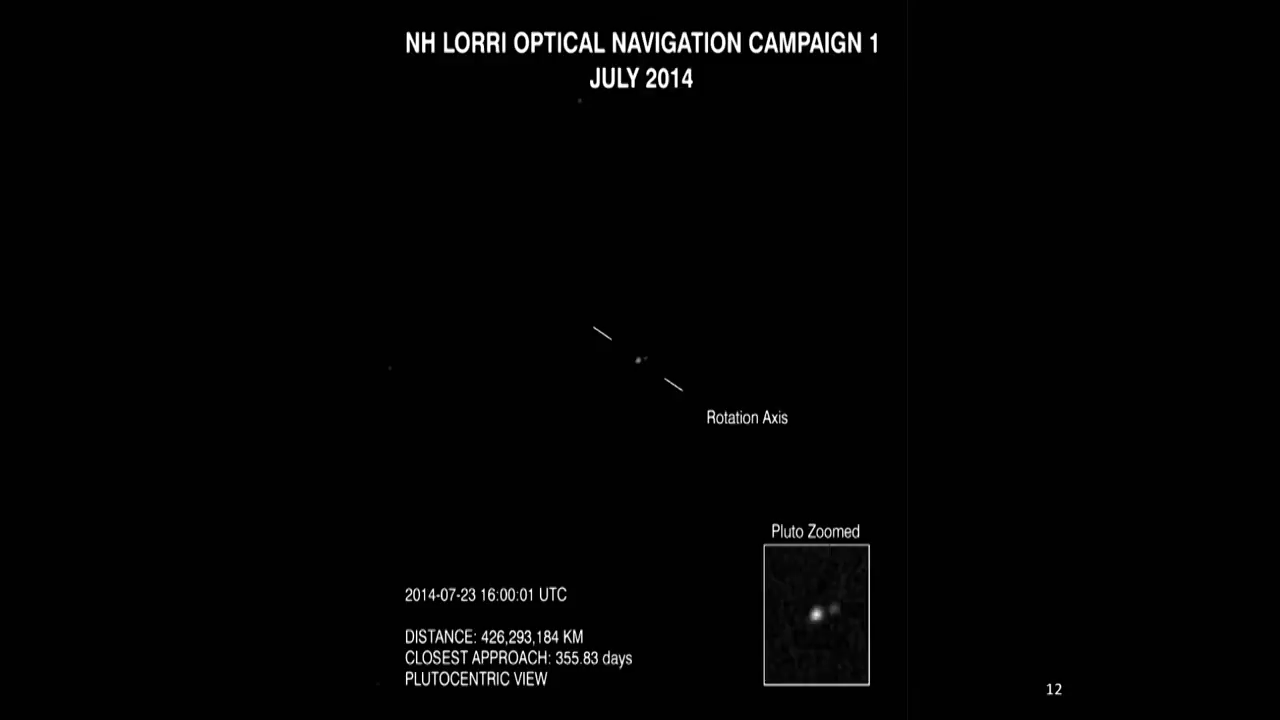 NH LORRI OPTICAL NAVIGATION CAMPAIGN 1
JULY 2014
Rotation Axis
Pluto Zoomed
2014-07-23 16:00:01 UTC
DISTANCE: 426,293,184 KM
CLOSEST APPROACH: 355.83 days
PLUTOCENTRIC VIEW
12